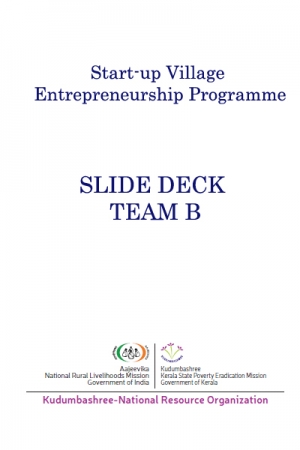 Start-up Village
Entrepreneurship Programme
SLIDE DECK
TEAM B
Aajeevika
National Rural Livelihoods Mission
Government of India
Kudumbashree
Kerala State Poverty Eradication Mission
Government of Kerala
Kudumbashree-National Resource Organization